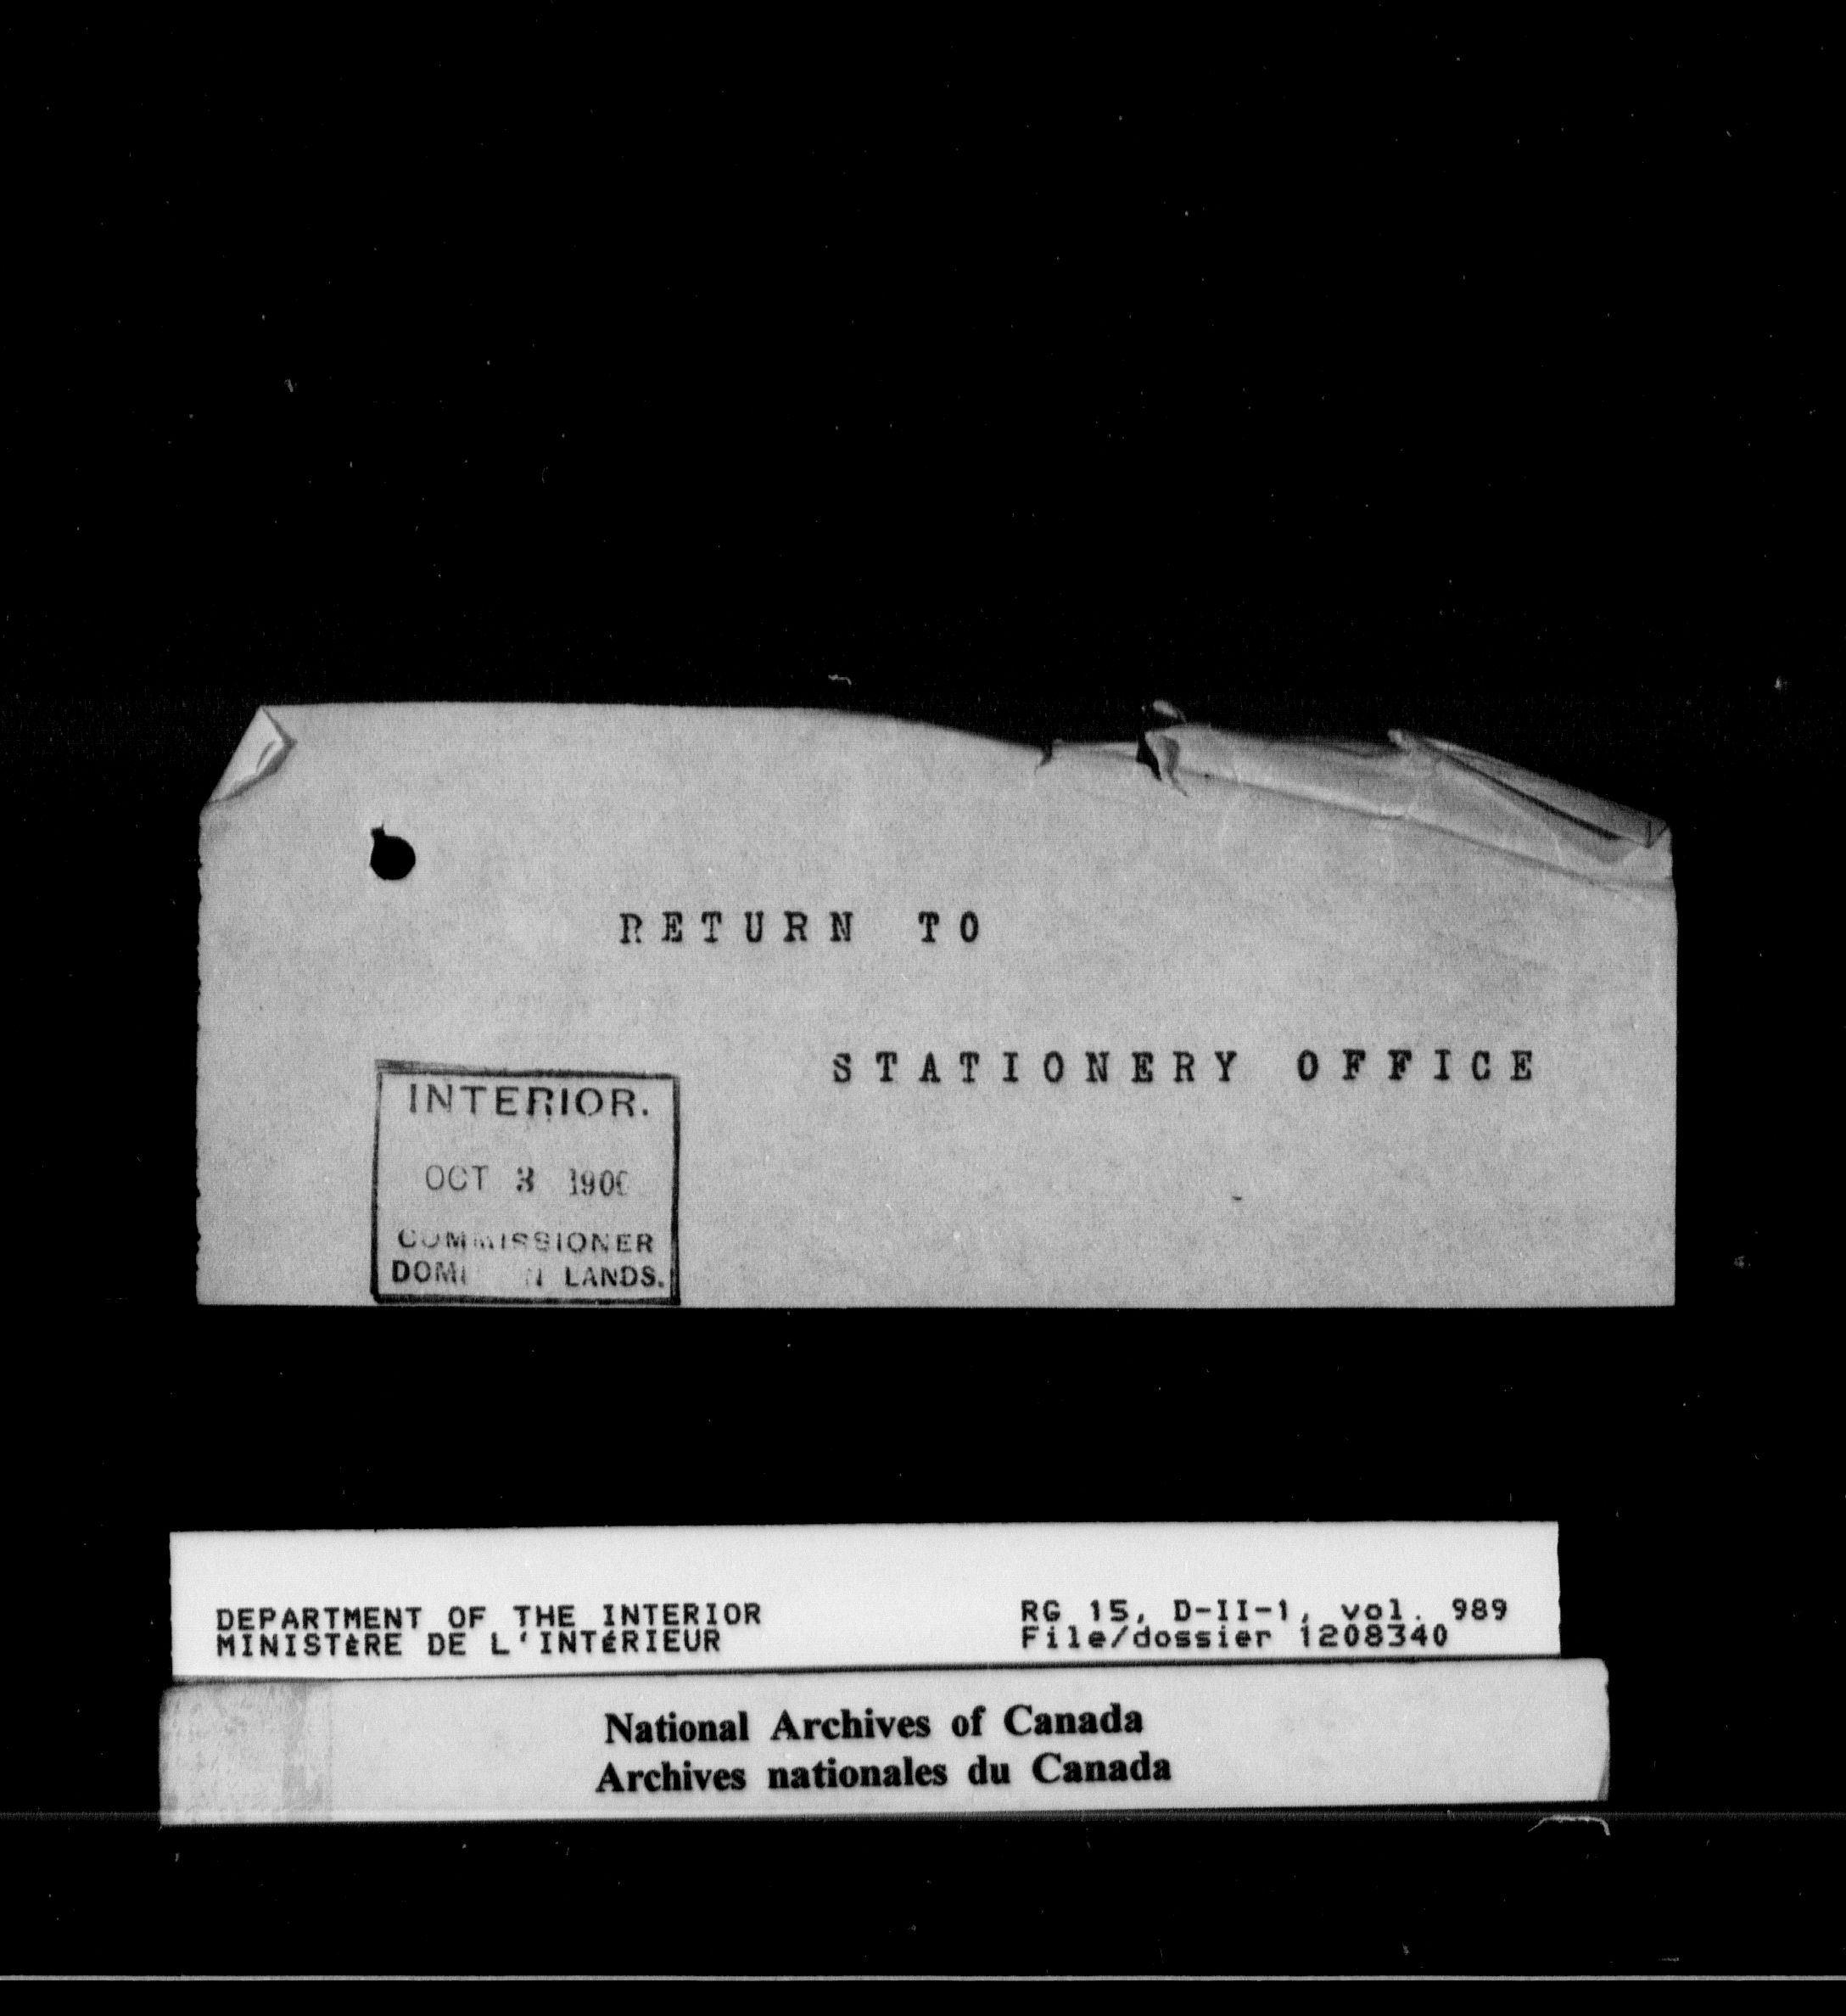 RETURN TO
STATIONERY OFFICE
INTERIOR.
OCT 3
COMMISSIONER
LANDS.
DEPARTMENT OF THE INTERIOR
MINISTÈRE DE L'INTÉRIEUR
RG 15, D-II-1, vol. 989
File/dossier 1208340
National Archives of Canada
Archives nationales du Canada